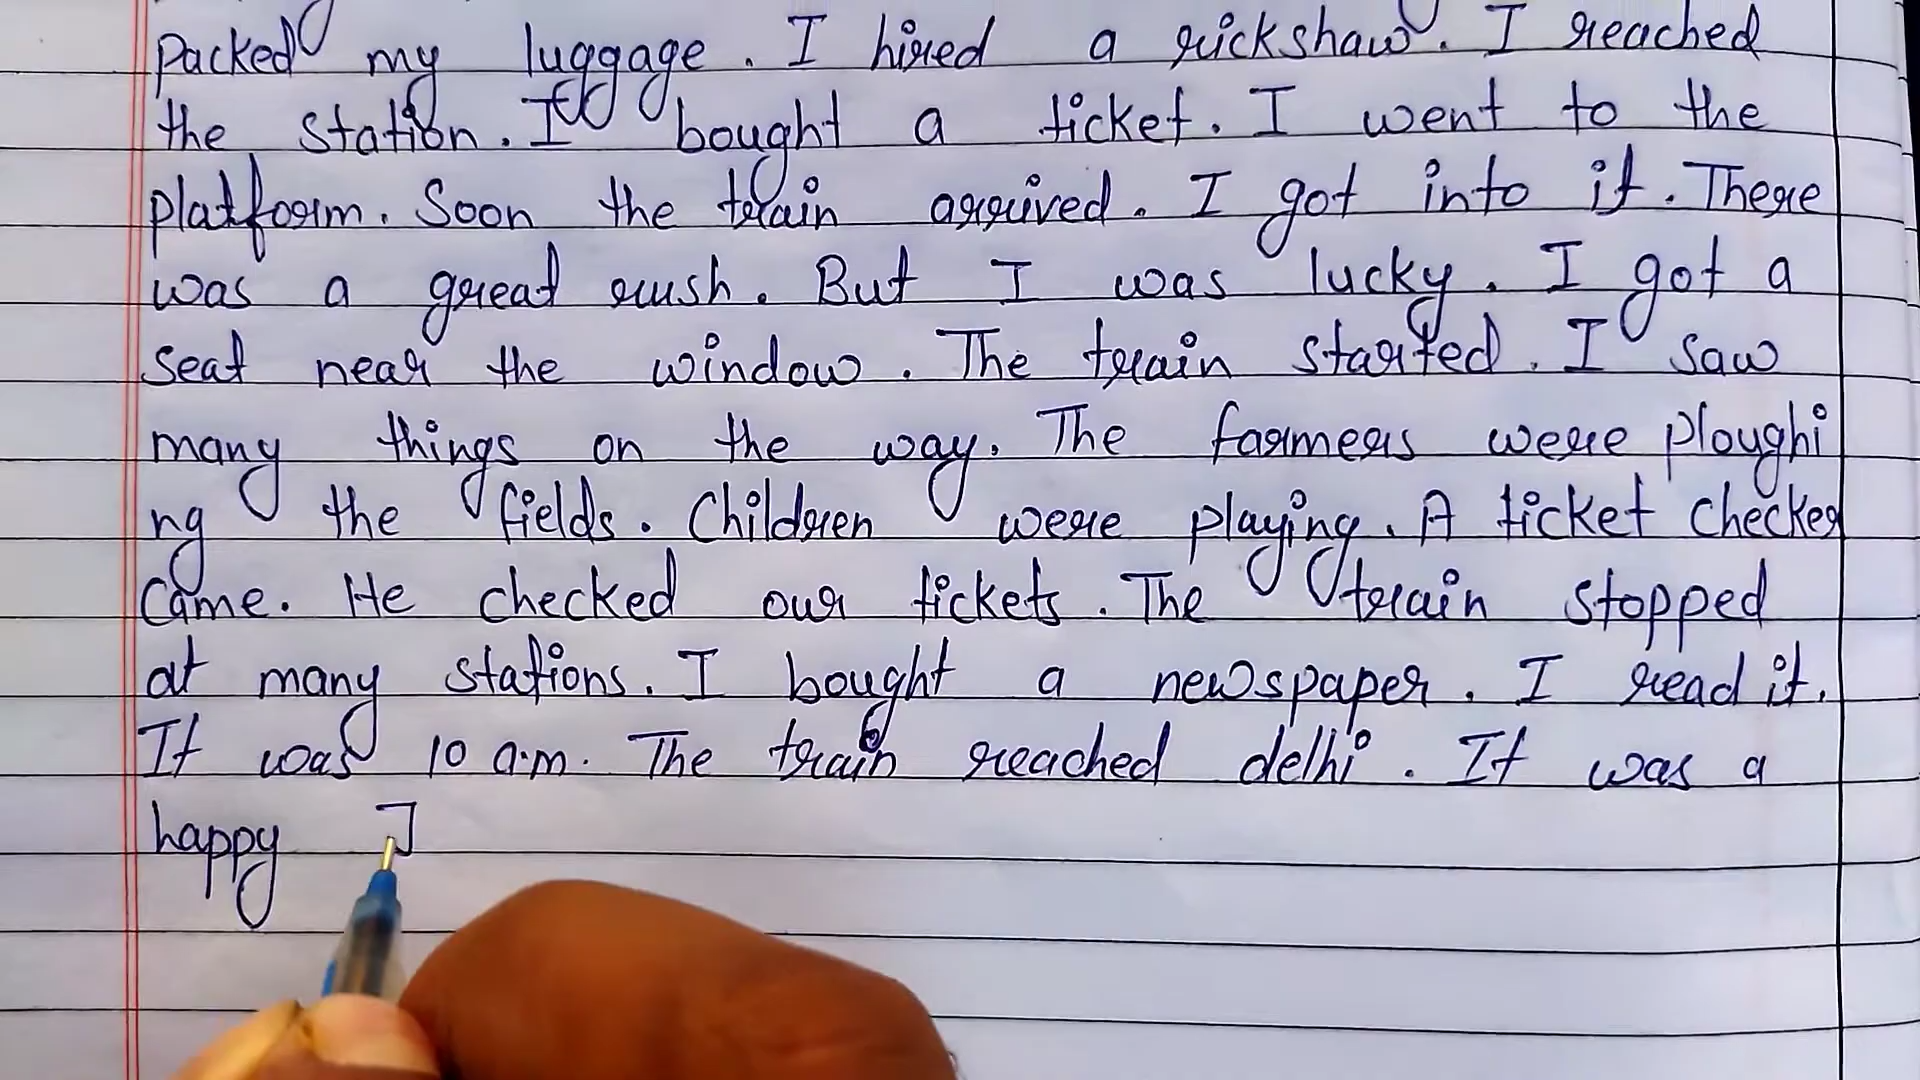 packed my luggage. I hired a rickshaw. I reached
the station. I bought a ticket. I went to the
platform. Soon the train arrived. I got into it. There
was a great rush. But I was lucky. I got a
seat near the window. The train started. I saw
many things on the way. The farmers were ploughi
ng the fields. Children were playing. A ticket checker
came. He checked our tickets. The train stopped
at many stations. I bought a newspaper. I read it.
It was 10 a.m. The train reached delhi. It was a
happy J